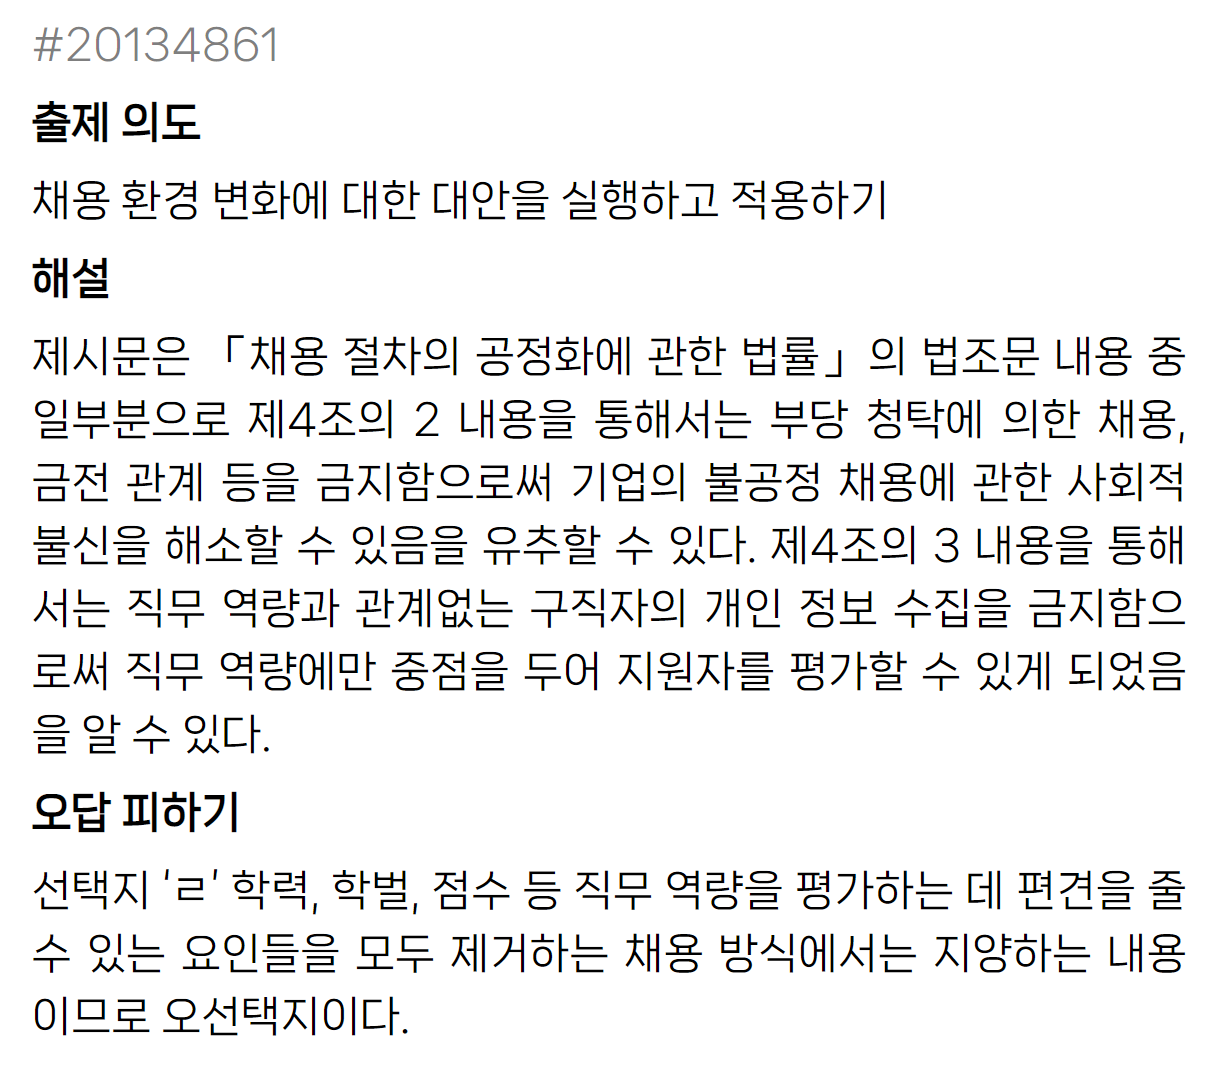 #20134861
출제 의도
채용 환경 변화에 대한 대안을 실행하고 적용하기
해설
제시문은 「채용 절차의 공정화에 관한 법률」의 법조문 내용 중
일부분으로 제4조의 2 내용을 통해서는 부당 청탁에 의한 채용,
금전 관계 등을 금지함으로써 기업의 불공정 채용에 관한 사회적
불신을 해소할 수 있음을 유추할 수 있다. 제4조의 3 내용을 통해
서는 직무 역량과 관계없는 구직자의 개인 정보 수집을 금지함으
로써 직무 역량에만 중점을 두어 지원자를 평가할 수 있게 되었음
을 알 수 있다.
오답 피하기
선택지 ‘ㄹ’ 학력, 학벌, 점수 등 직무 역량을 평가하는 데 편견을 줄
수 있는 요인들을 모두 제거하는 채용 방식에서는 지양하는 내용
이므로 오선택지이다.